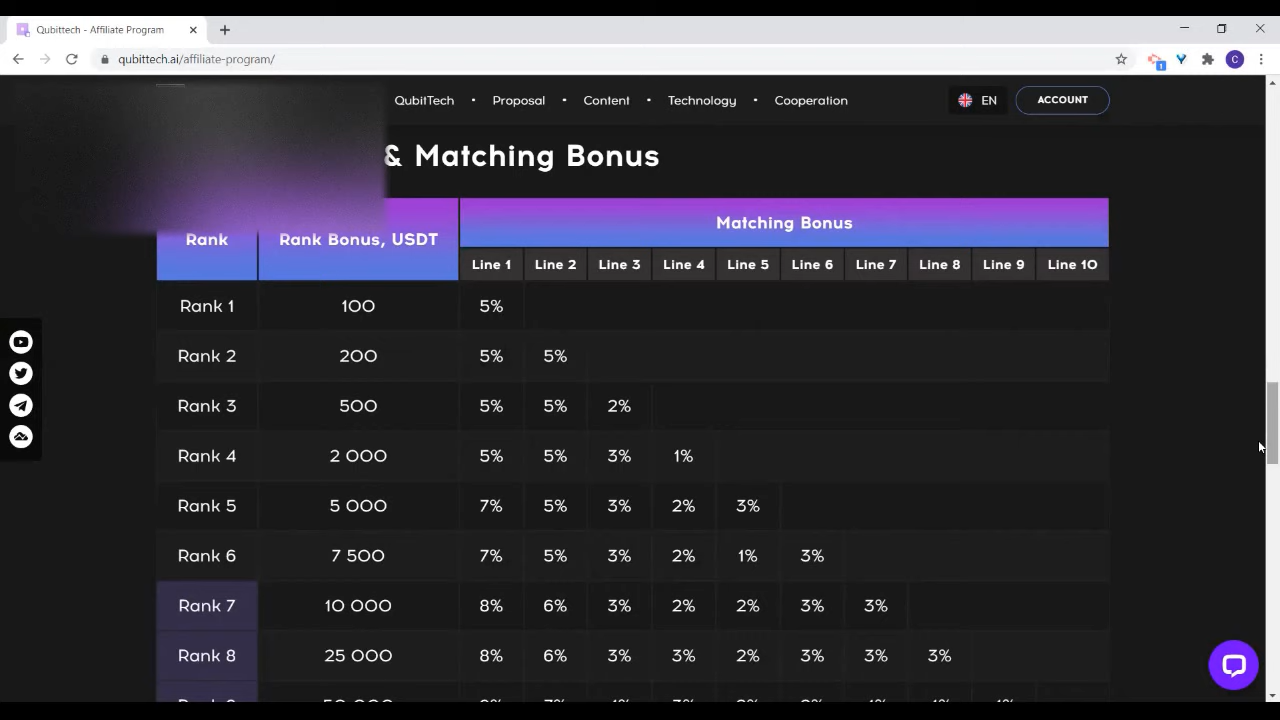 Qubittech - Affiliate Program
qubittech.ai/affiliate-program/
1
C
QubitTech • Proposal • Content • Technology • Cooperation
EN
ACCOUNT
& Matching Bonus
Rank Rank Bonus, USDT Matching Bonus
Line 1 Line 2 Line 3 Line 4 Line 5 Line 6 Line 7 Line 8 Line 9 Line 10
Rank 1 100 5%
Rank 2 200 5% 5%
Rank 3 500 5% 5% 2%
Rank 4 2 000 5% 5% 3% 1%
Rank 5 5 000 7% 5% 3% 2% 3%
Rank 6 7 500 7% 5% 3% 2% 1% 3%
Rank 7 10 000 8% 6% 3% 2% 2% 3% 3%
Rank 8 25 000 8% 6% 3% 3% 2% 3% 3% 3%